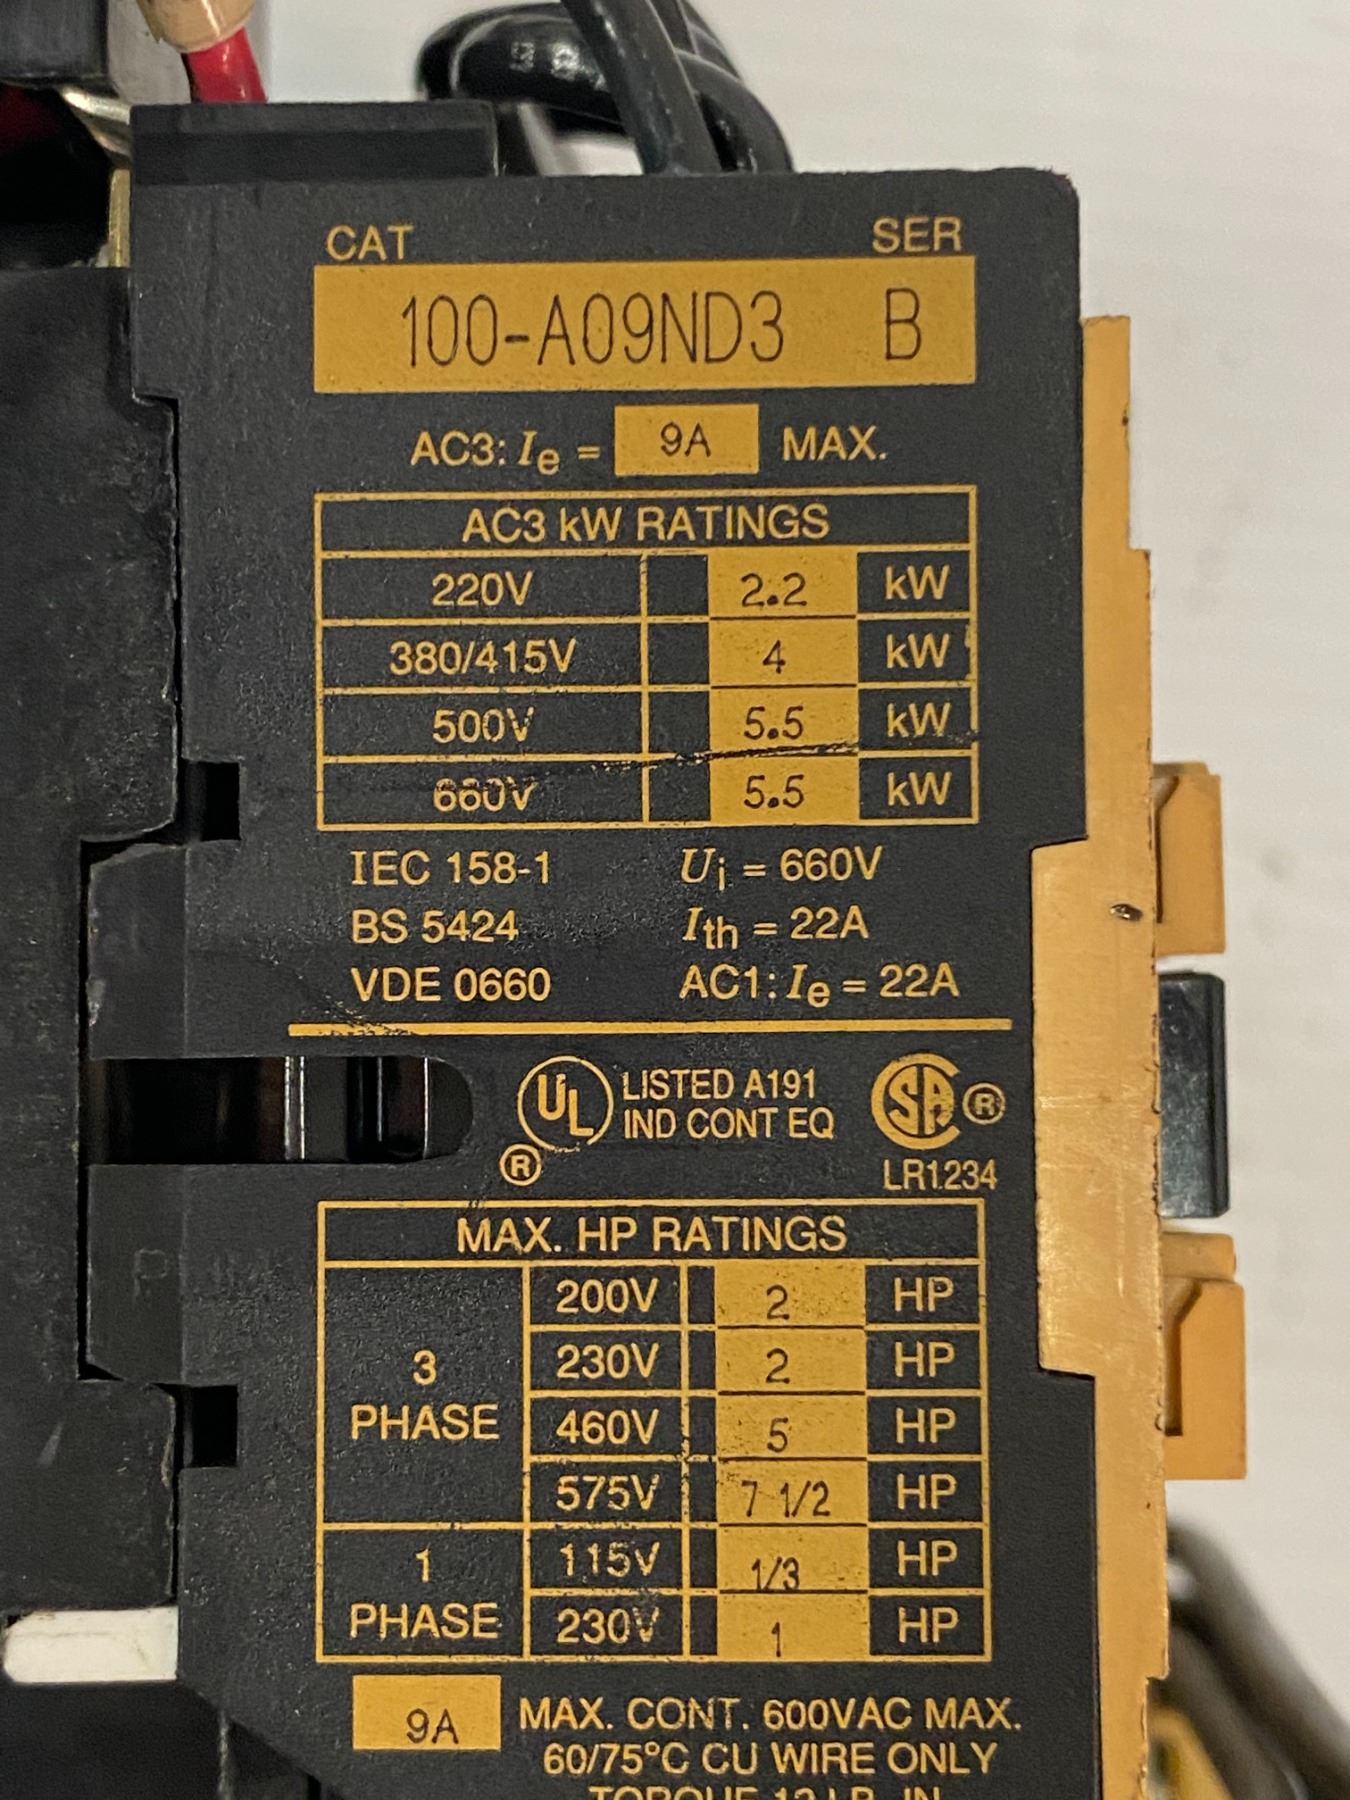 CAT SER
100-A09ND3 B
AC3: Ie = 9A MAX.
AC3 kW RATINGS
220V 2.2 kW
380/415V 4 kW
500V 5.5 kW
660V 5.5 kW
IEC 158-1 Ui = 660V
BS 5424 Ith = 22A
VDE 0660 AC1: Ie = 22A
UL ® LISTED A191
IND CONT EQ
SA ®
LR1234
MAX. HP RATINGS
3 PHASE
200V 2 HP
230V 2 HP
460V 5 HP
575V 7 1/2 HP
1 PHASE
115V 1/3 HP
230V 1 HP
9A MAX. CONT. 600VAC MAX.
60/75°C CU WIRE ONLY
TORQUE 12 LB-IN